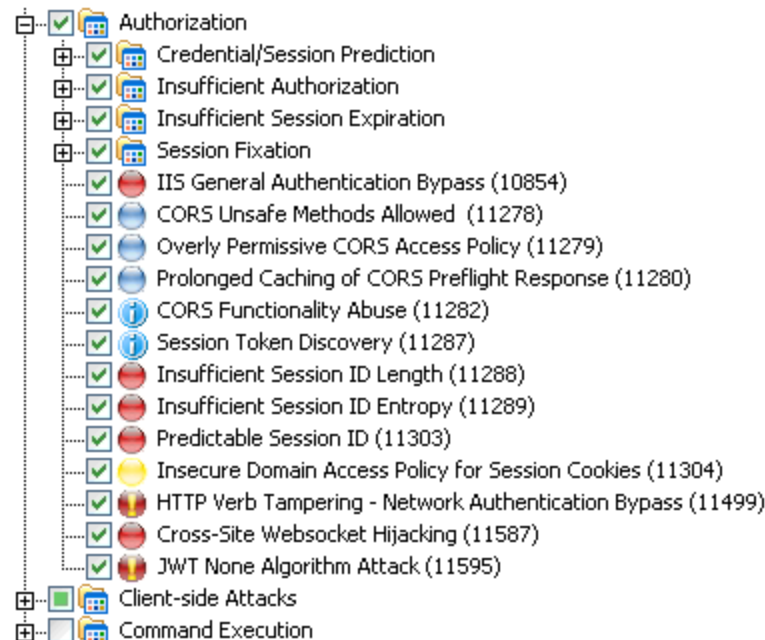 Authorization
Credential/Session Prediction
Insufficient Authorization
Insufficient Session Expiration
Session Fixation
IIS General Authentication Bypass (10854)
CORS Unsafe Methods Allowed  (11278)
Overly Permissive CORS Access Policy (11279)
Prolonged Caching of CORS Preflight Response (11280)
CORS Functionality Abuse (11282)
Session Token Discovery (11287)
Insufficient Session ID Length (11288)
Insufficient Session ID Entropy (11289)
Predictable Session ID (11303)
Insecure Domain Access Policy for Session Cookies (11304)
HTTP Verb Tampering - Network Authentication Bypass (11499)
Cross-Site Websocket Hijacking (11587)
JWT None Algorithm Attack (11595)
Client-side Attacks
Command Execution